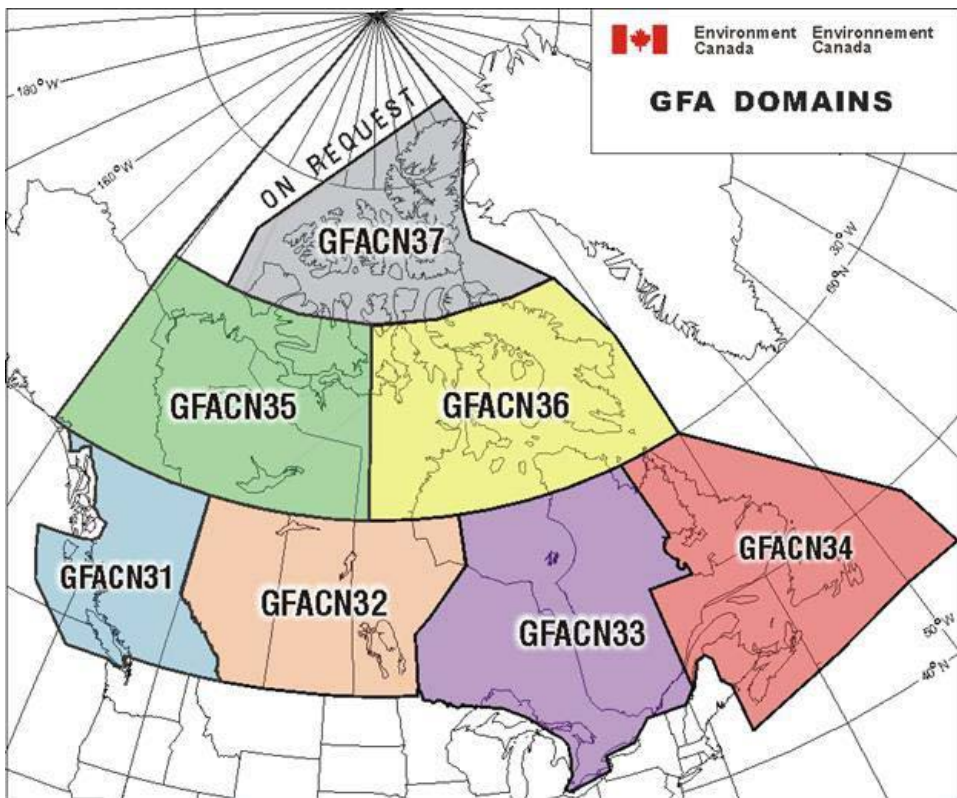 Environment Environnement
Canada Canada
GFA DOMAINS
180°W
160°W
ON REQUEST
GFACN37
30°W
60°N
GFACN35
GFACN36
GFACN34
GFACN31
GFACN32
GFACN33
50°W
40°N